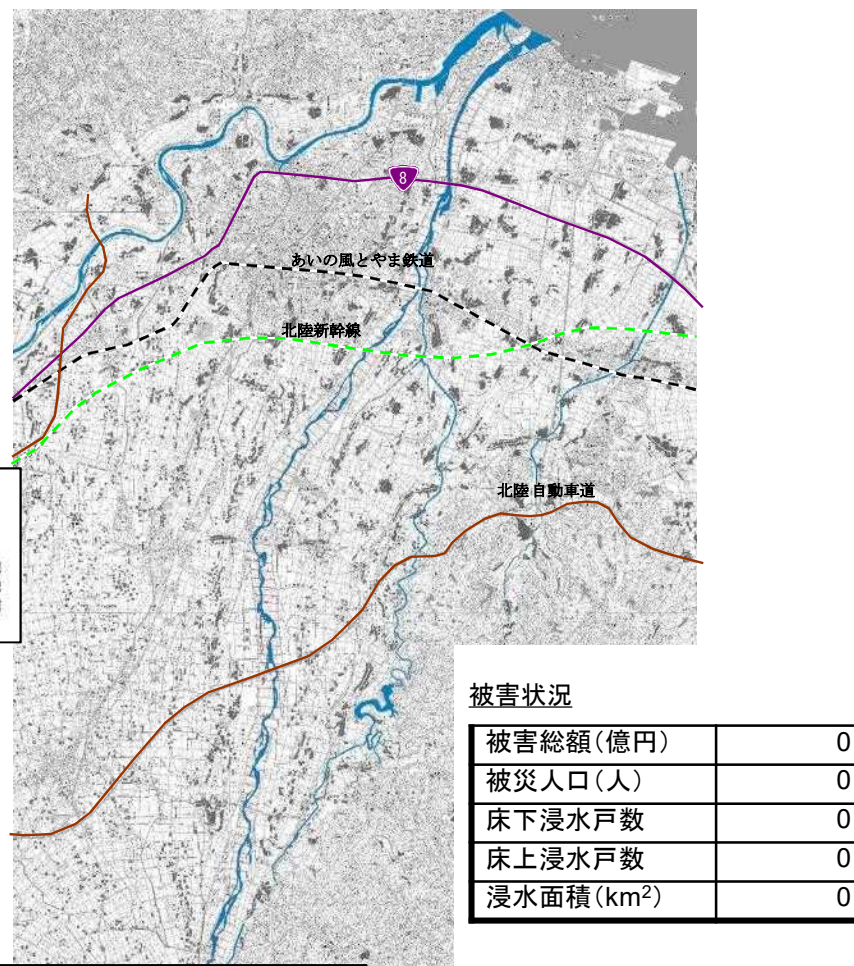 8
あいの風とやま鉄道
北陸新幹線
北陸自動車道
被害状況
被害総額(億円) 0
被災人口(人) 0
床下浸水戸数 0
床上浸水戸数 0
浸水面積(km²) 0